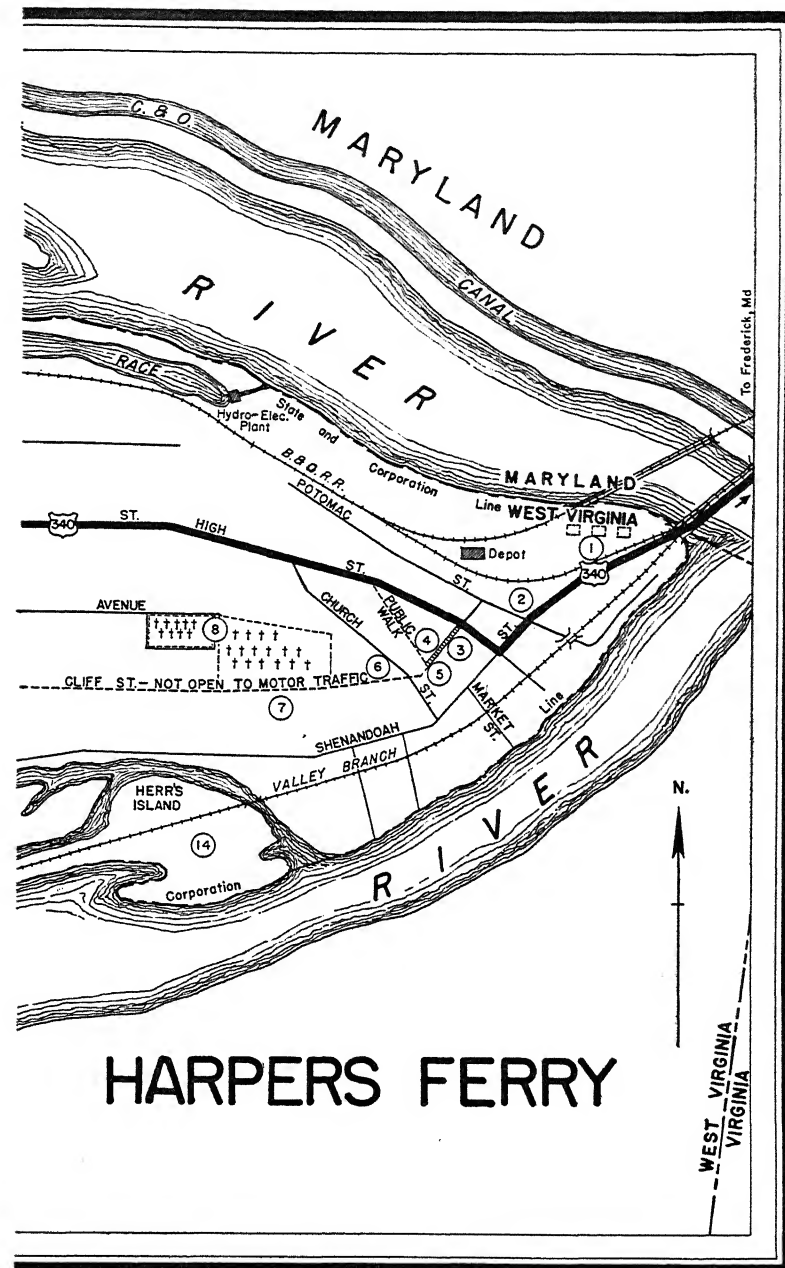 C. & O.
MARYLAND
CANAL
To Frederick, Md
RIVER
RACE
Hydro-Elec.
Plant
State and Corporation Line
B. & O. R. R.
POTOMAC ST.
MARYLAND
WEST VIRGINIA
1
340
Depot
340
ST.
HIGH ST.
2
ST.
AVENUE
8
PUBLIC
WALK
CHURCH ST.
4
3
5
6
CLIFF ST.— NOT OPEN TO MOTOR TRAFFIC
7
MARKET
ST.
Line
SHENANDOAH
VALLEY BRANCH
HERR'S
ISLAND
14
Corporation
RIVER
N.
HARPERS FERRY
WEST VIRGINIA
VIRGINIA